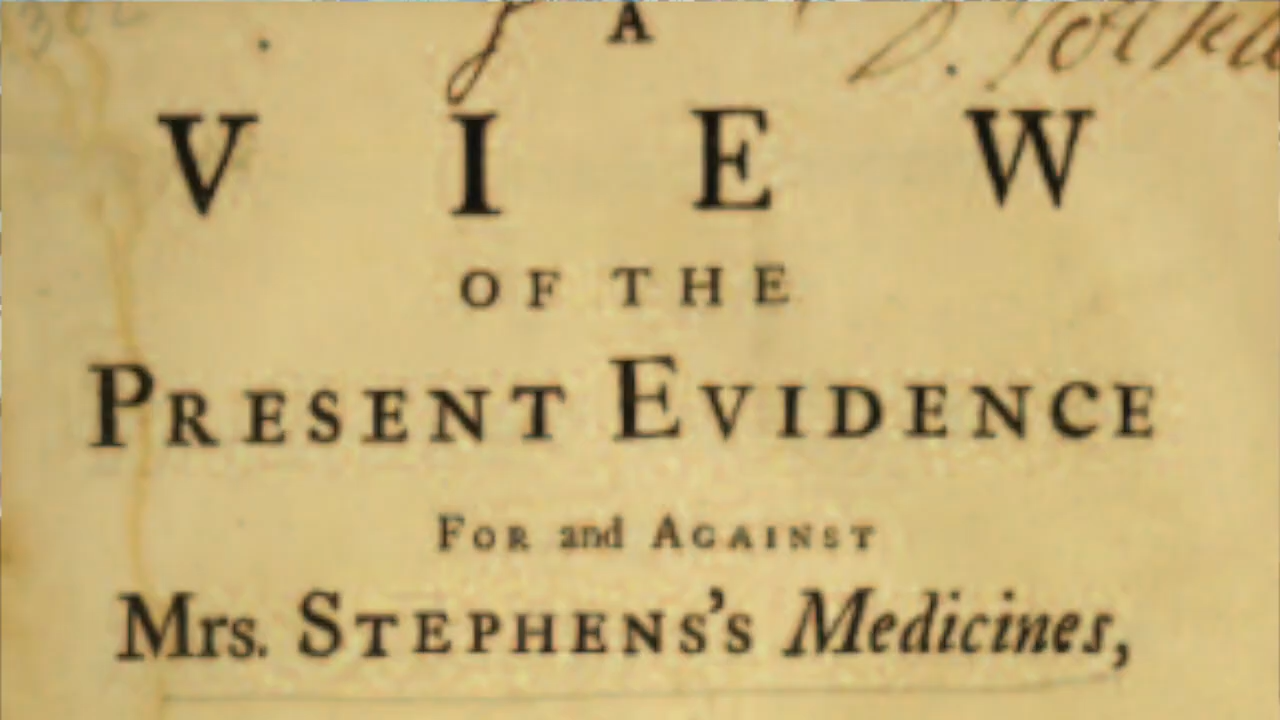 A
VIEW
OF THE
PRESENT EVIDENCE
FOR and AGAINST
Mrs. STEPHENS's Medicines,